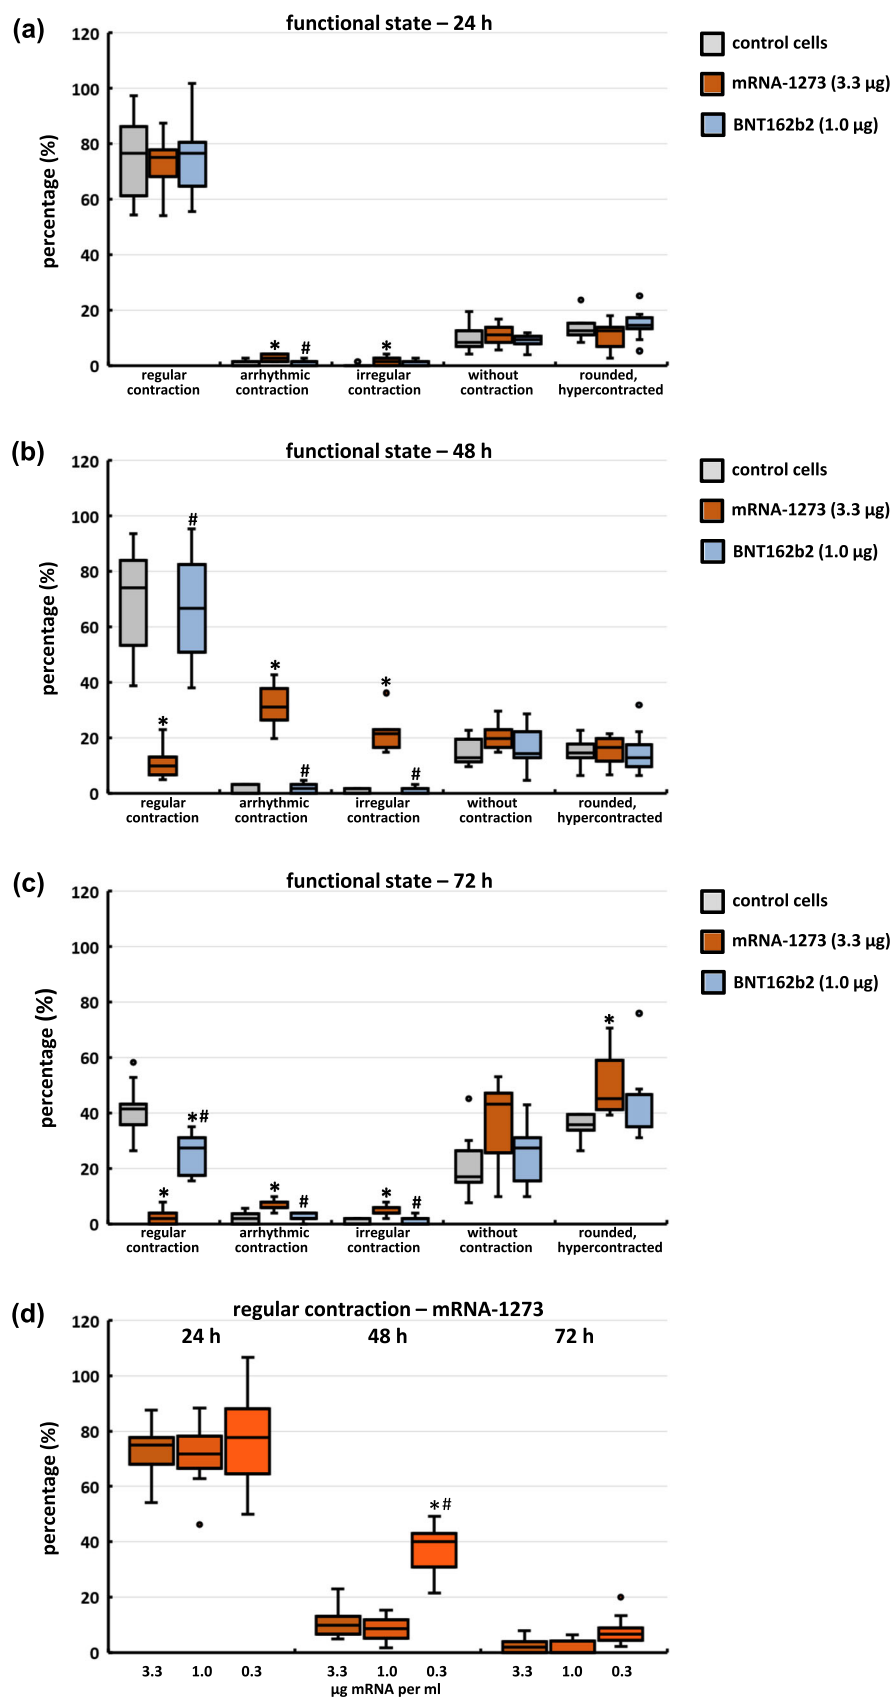 (a)
functional state – 24 h
120
100
80
60
40
20
0
percentage (%)
* # *
regular contraction
arrhythmic contraction
irregular contraction
without contraction
rounded, hypercontracted
control cells
mRNA-1273 (3.3 µg)
BNT162b2 (1.0 µg)
(b)
functional state – 48 h
120
100
80
60
40
20
0
percentage (%)
* # * # * #
regular contraction
arrhythmic contraction
irregular contraction
without contraction
rounded, hypercontracted
control cells
mRNA-1273 (3.3 µg)
BNT162b2 (1.0 µg)
(c)
functional state – 72 h
120
100
80
60
40
20
0
percentage (%)
* *# * # * # *
regular contraction
arrhythmic contraction
irregular contraction
without contraction
rounded, hypercontracted
control cells
mRNA-1273 (3.3 µg)
BNT162b2 (1.0 µg)
(d)
regular contraction – mRNA-1273
24 h 48 h 72 h
120
100
80
60
40
20
0
percentage (%)
*#
3.3 1.0 0.3 3.3 1.0 0.3 3.3 1.0 0.3
µg mRNA per ml